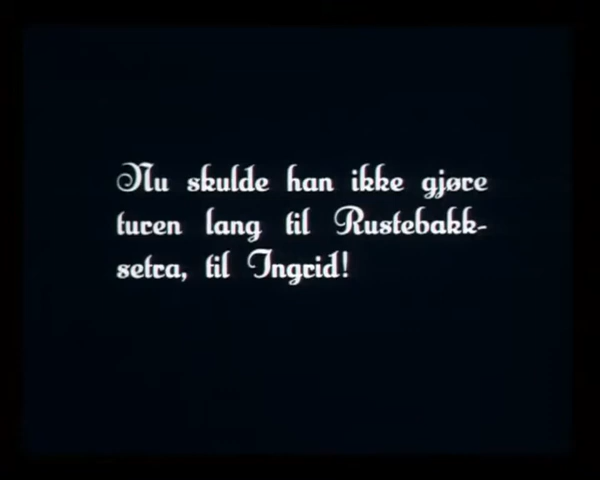 Nu skulde han ikke gjøre
turen lang til Rustebakk-
setra, til Ingrid!